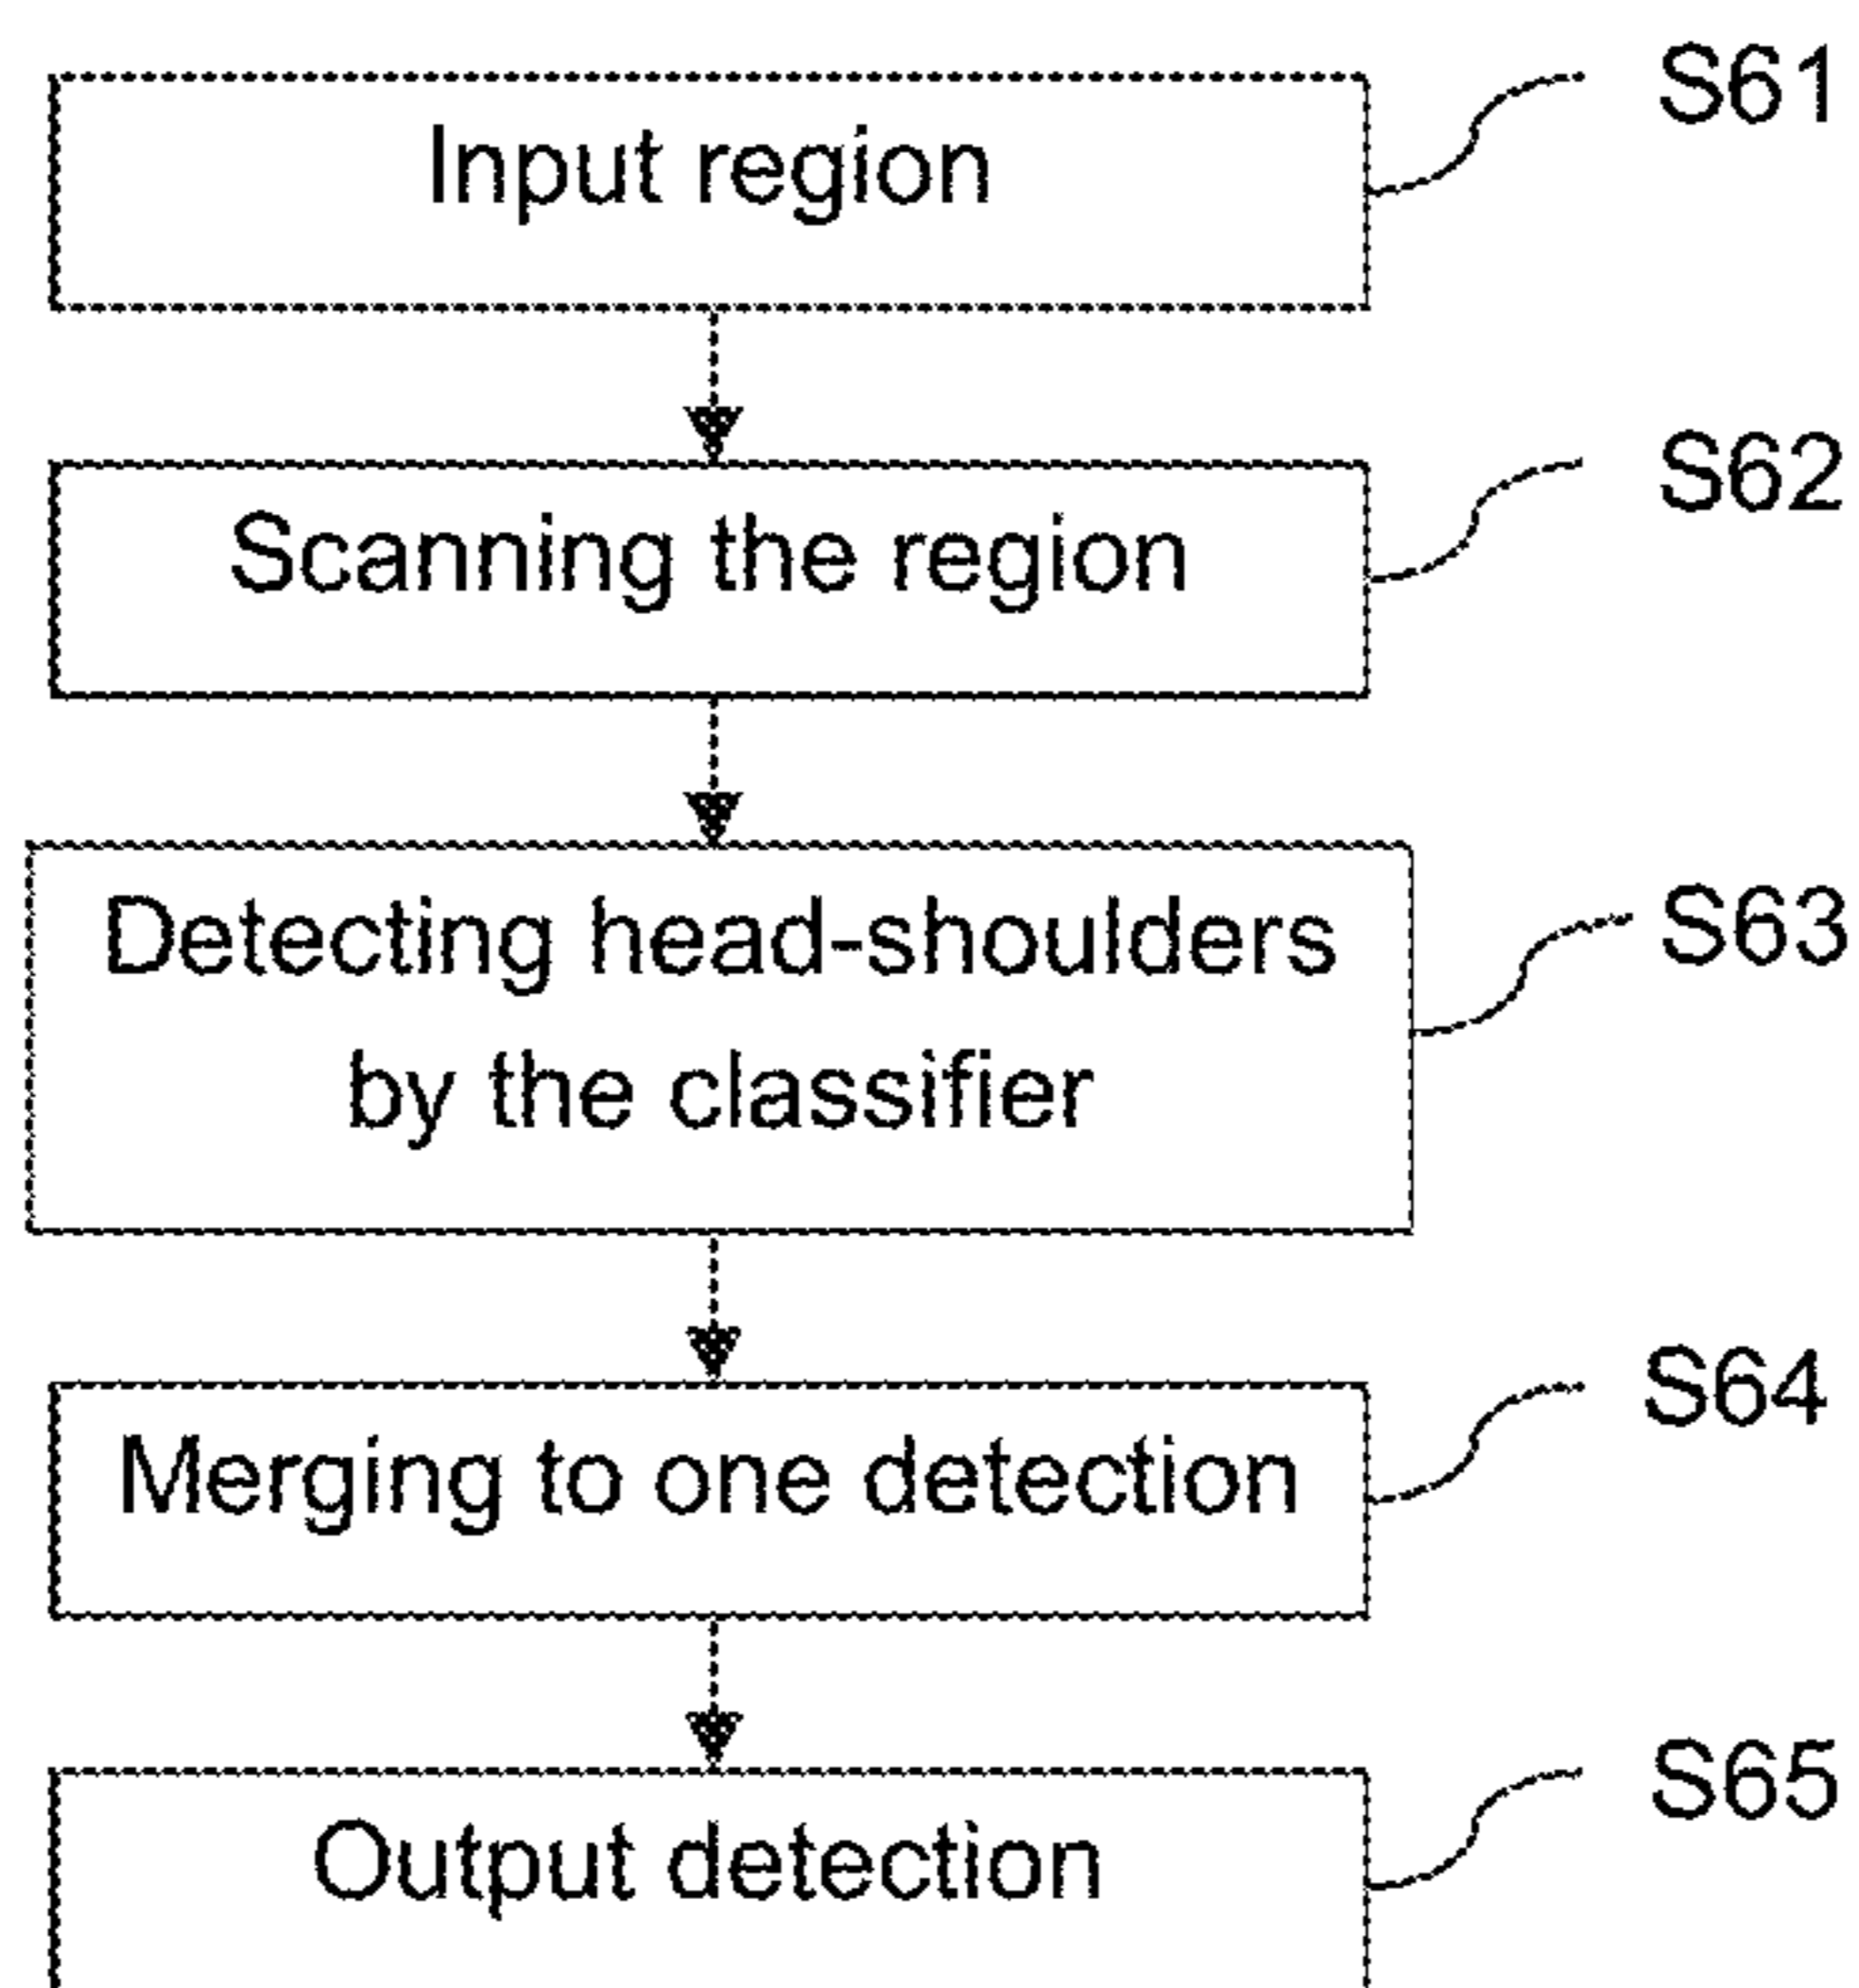 Input region
S61
Scanning the region
S62
Detecting head-shoulders
by the classifier
S63
Merging to one detection
S64
Output detection
S65